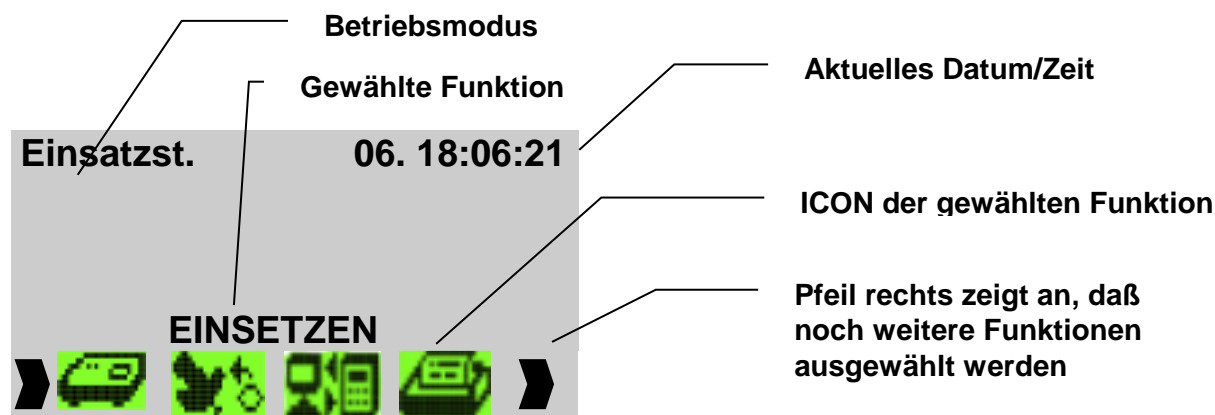 Betriebsmodus
Gewählte Funktion
Aktuelles Datum/Zeit
Einsatzst. 06. 18:06:21
ICON der gewählten Funktion
Pfeil rechts zeigt an, daß
noch weitere Funktionen
ausgewählt werden
EINSETZEN